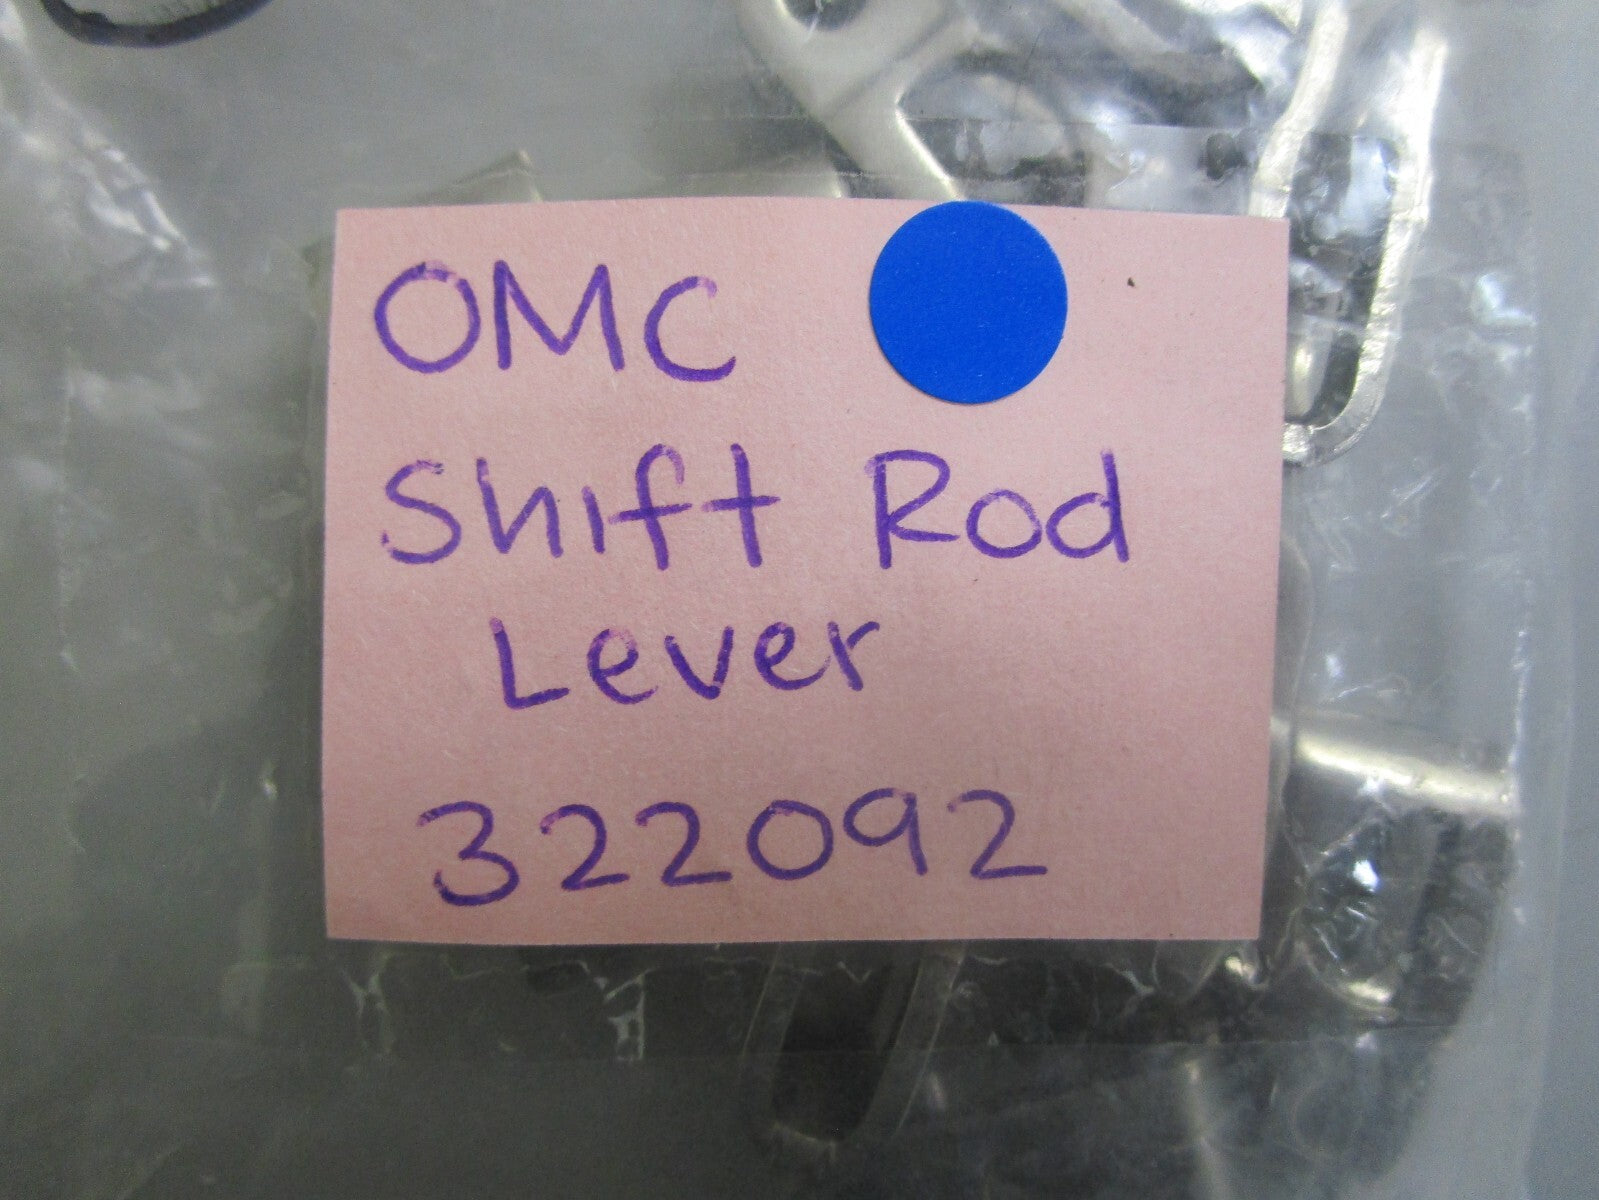 OMC
Shift Rod
Lever
322092